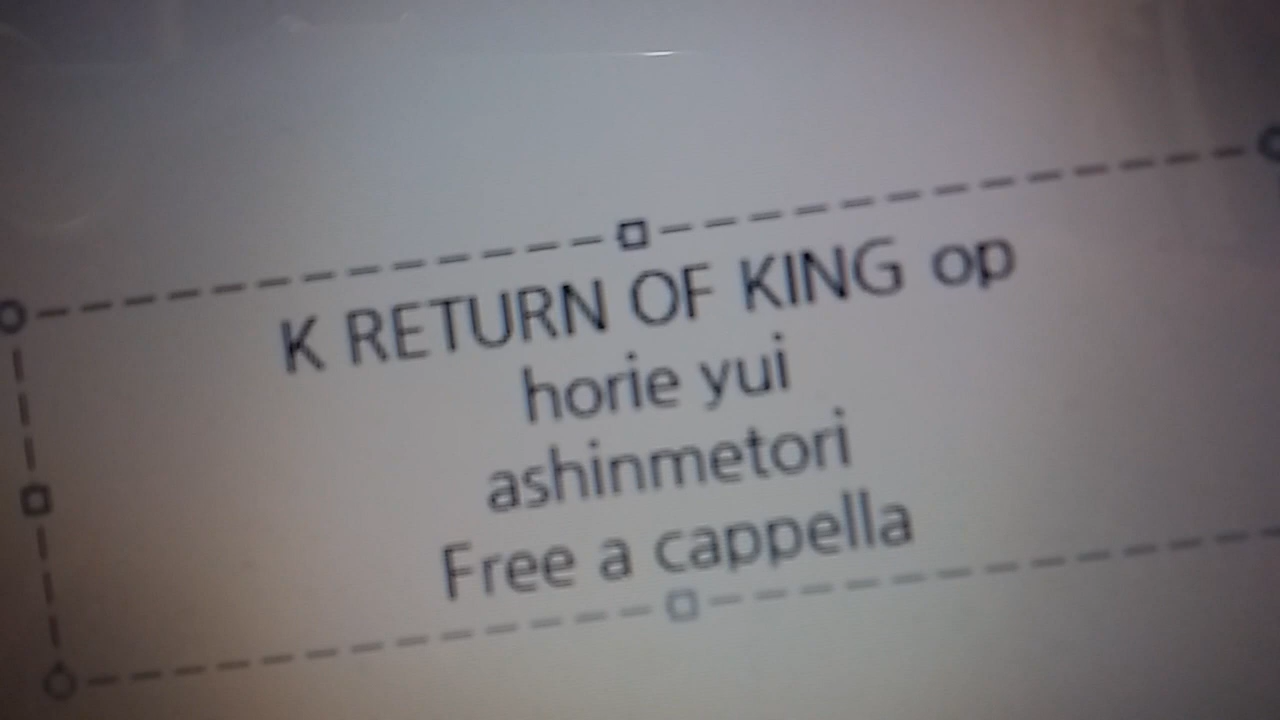 K RETURN OF KING op
horie yui
ashinmetori
Free a cappella